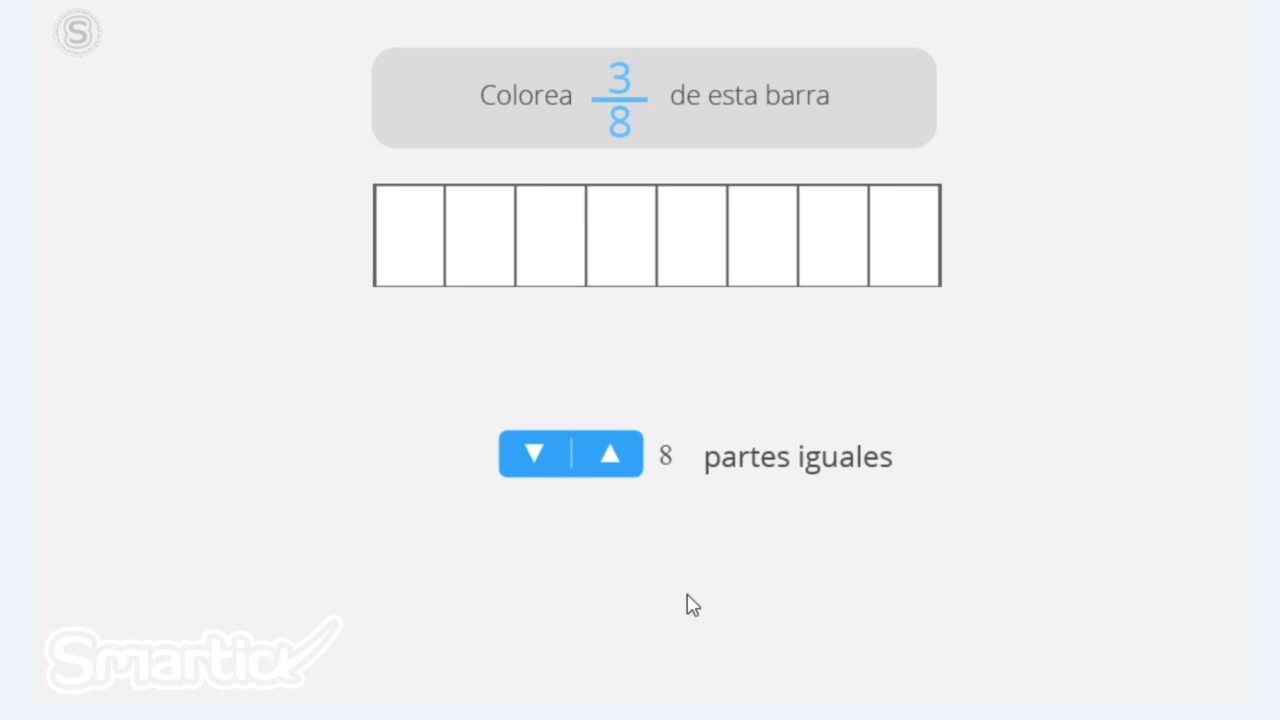 S
Colorea 3/8 de esta barra
▼ | ▲ 8 partes iguales
Smartick